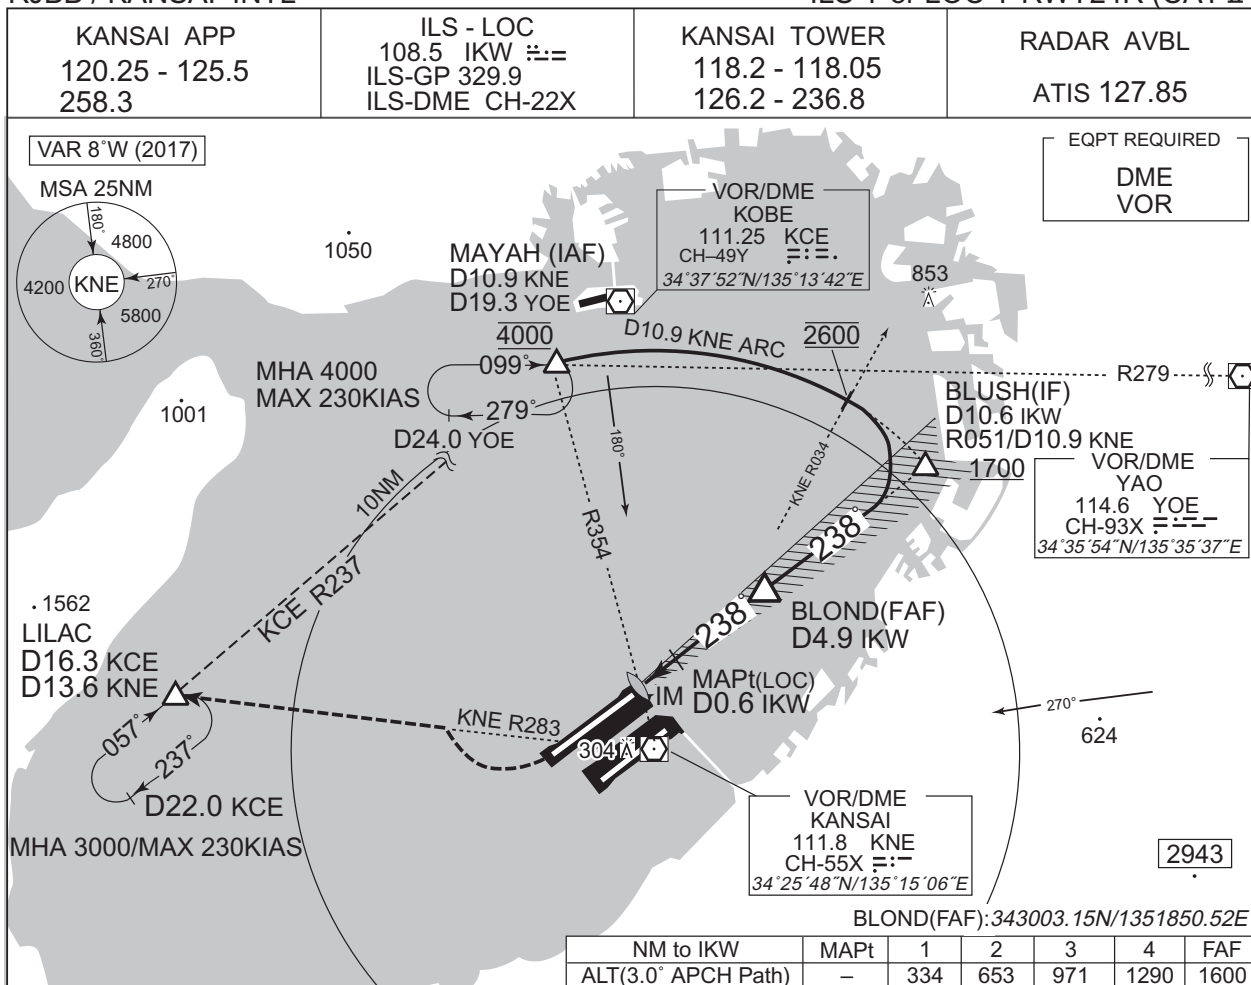 KANSAI APP
120.25 - 125.5
258.3
ILS - LOC
108.5 IKW
ILS-GP 329.9
ILS-DME CH-22X
KANSAI TOWER
118.2 - 118.05
126.2 - 236.8
RADAR AVBL
ATIS 127.85
VAR 8°W (2017)
MSA 25NM
180°
4800
4200
KNE
270°
5800
360°
EQPT REQUIRED
DME
VOR
1050
MAYAH (IAF)
D10.9 KNE
D19.3 YOE
VOR/DME
KOBE
111.25 KCE
CH–49Y
34°37´52˝N/135°13´42˝E
853
4000
D10.9 KNE ARC
2600
MHA 4000
MAX 230KIAS
099°
279°
D24.0 YOE
R279
1001
180°
KNE R034
BLUSH(IF)
D10.6 IKW
R051/D10.9 KNE
1700
VOR/DME
YAO
114.6 YOE
CH-93X
34°35´54˝N/135°35´37˝E
10NM
KCE R237
R354
238°
238°
BLOND(FAF)
D4.9 IKW
1562
LILAC
D16.3 KCE
D13.6 KNE
IM
MAPt(LOC)
D0.6 IKW
KNE R283
304
270°
624
057°
237°
D22.0 KCE
MHA 3000/MAX 230KIAS
VOR/DME
KANSAI
111.8 KNE
CH-55X
34°25´48˝N/135°15´06˝E
2943
BLOND(FAF):343003.15N/1351850.52E
NM to IKW MAPt 1 2 3 4 FAF
ALT(3.0° APCH Path) – 334 653 971 1290 1600